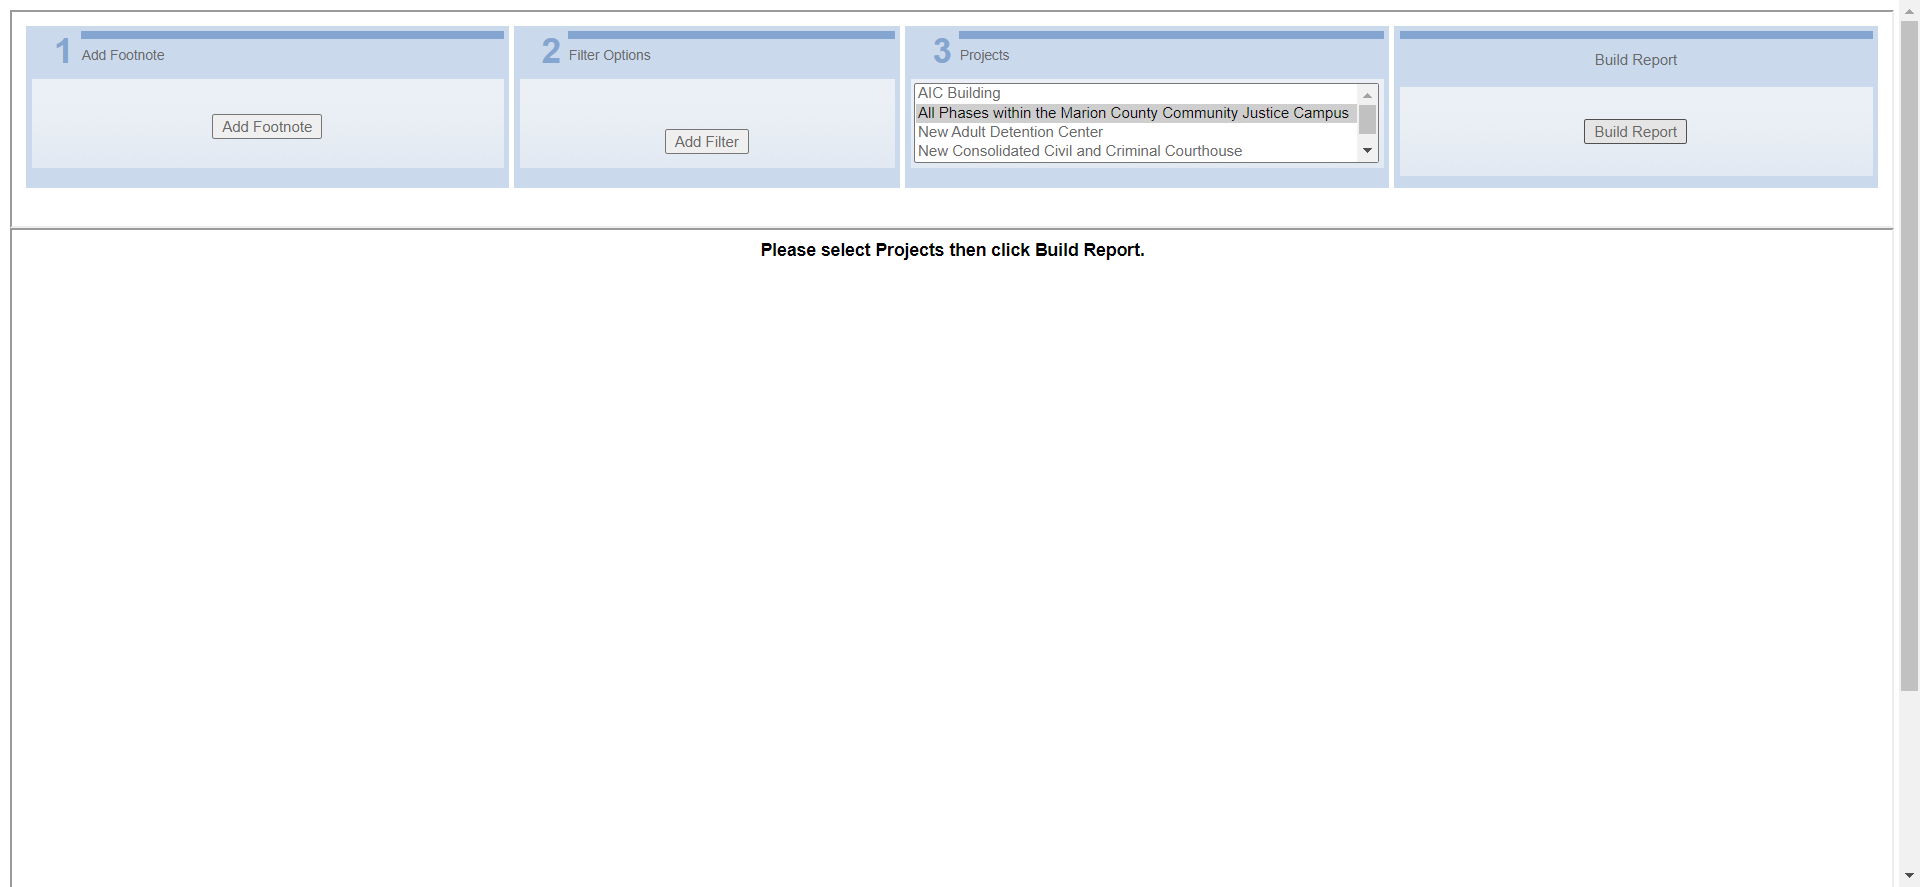 1 Add Footnote
Add Footnote
2 Filter Options
Add Filter
3 Projects
AIC Building
All Phases within the Marion County Community Justice Campus
New Adult Detention Center
New Consolidated Civil and Criminal Courthouse
Build Report
Build Report
Please select Projects then click Build Report.